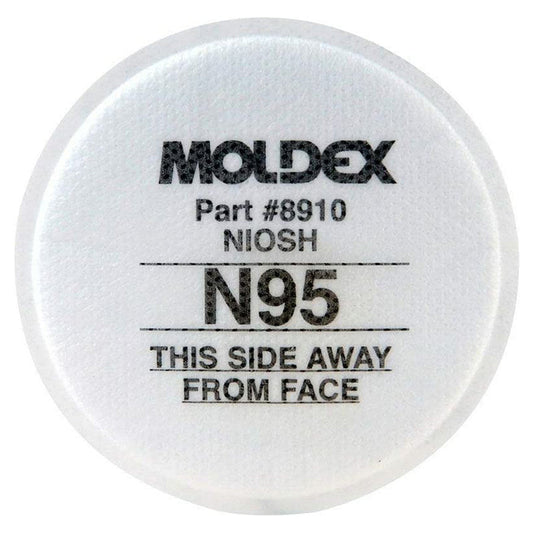 MOLDEX
Part #8910
NIOSH
N95
THIS SIDE AWAY
FROM FACE